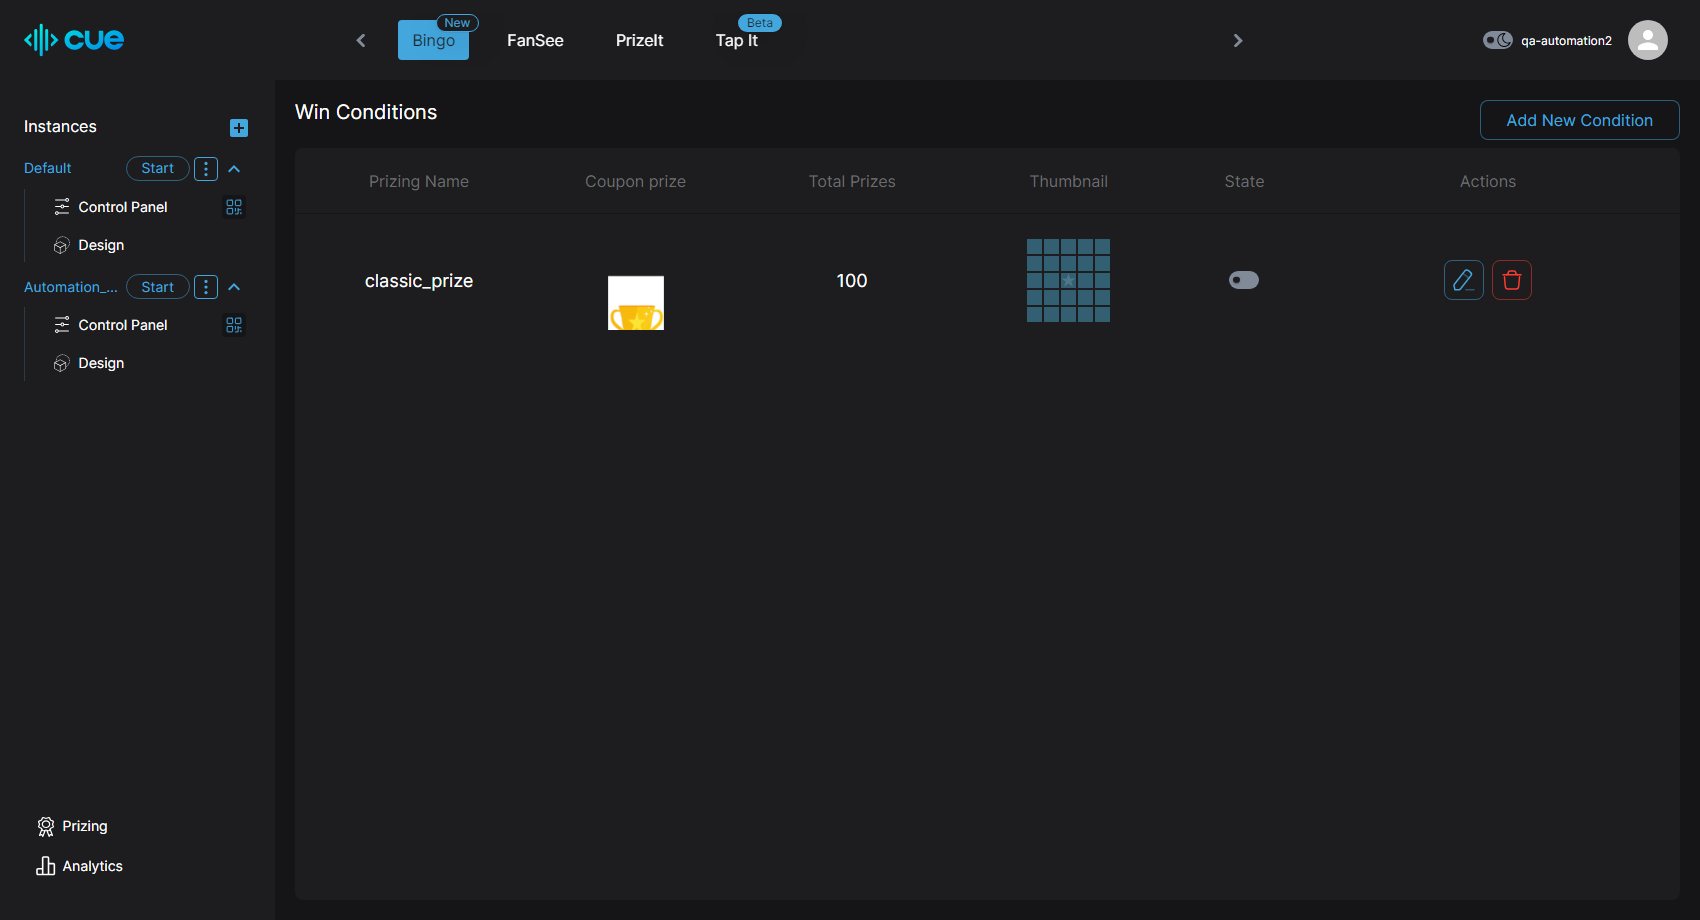 cue
Bingo
New
FanSee
PrizeIt
Tap It
Beta
qa-automation2
Instances
Default
Start
Control Panel
Design
Automation_...
Start
Control Panel
Design
Prizing
Analytics
Win Conditions
Add New Condition
Prizing Name Coupon prize Total Prizes Thumbnail State Actions
classic_prize 100